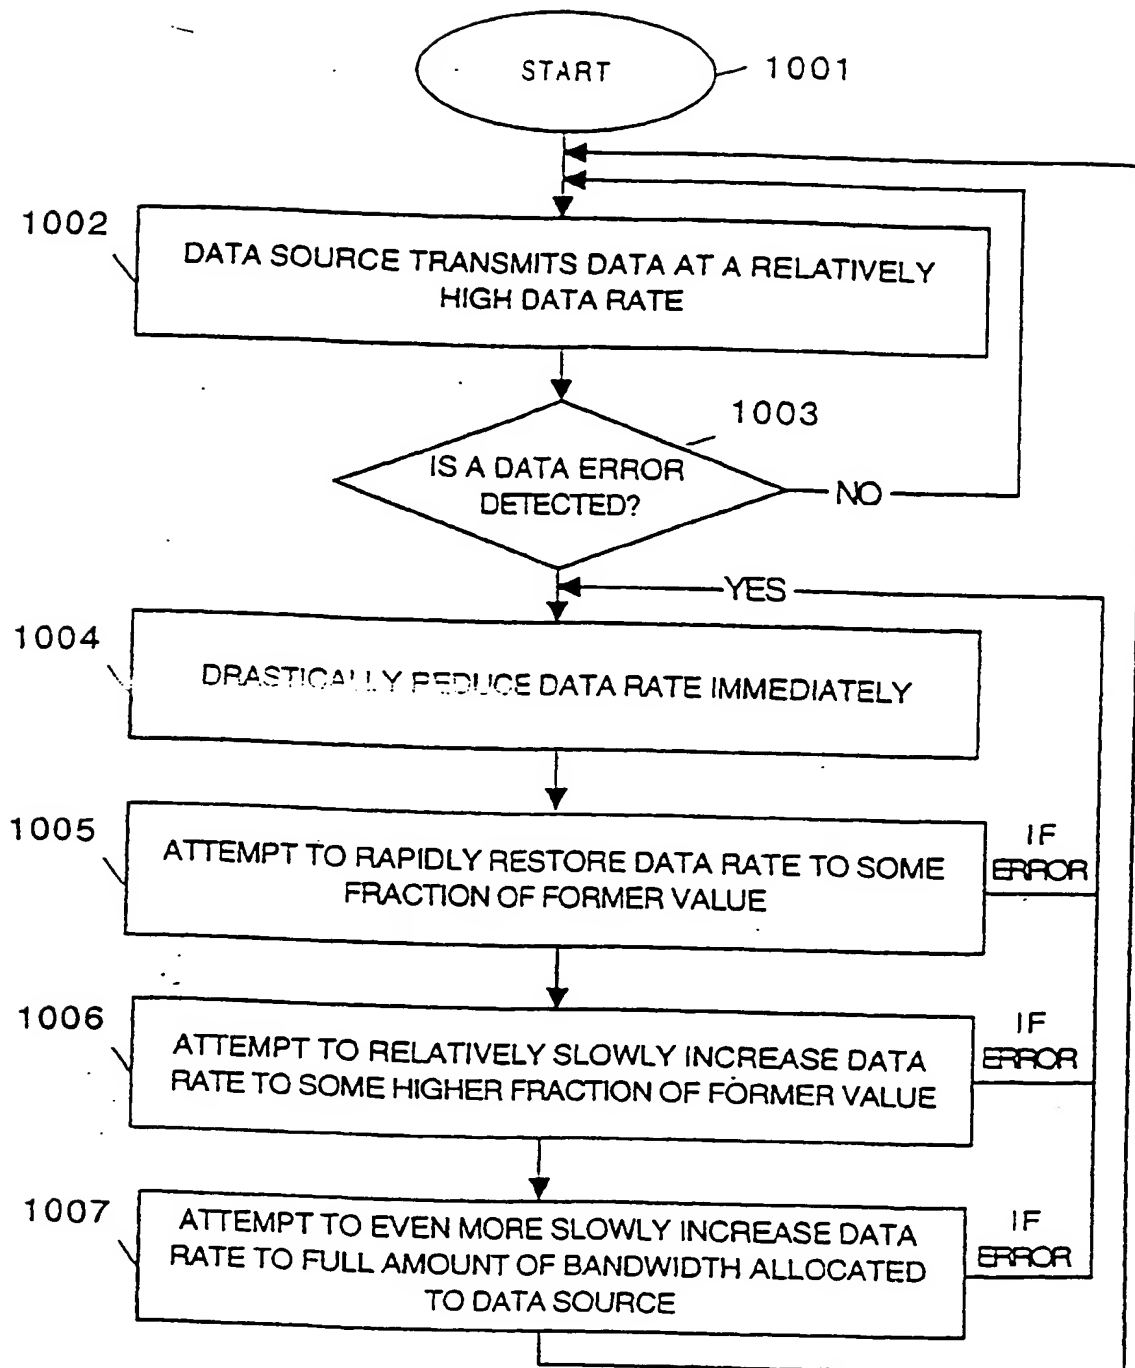 START
1001
1002
DATA SOURCE TRANSMITS DATA AT A RELATIVELY
HIGH DATA RATE
1003
IS A DATA ERROR
DETECTED?
NO
YES
1004
DRASTICALLY REDUCE DATA RATE IMMEDIATELY
1005
ATTEMPT TO RAPIDLY RESTORE DATA RATE TO SOME
FRACTION OF FORMER VALUE
IF
ERROR
1006
ATTEMPT TO RELATIVELY SLOWLY INCREASE DATA
RATE TO SOME HIGHER FRACTION OF FORMER VALUE
IF
ERROR
1007
ATTEMPT TO EVEN MORE SLOWLY INCREASE DATA
RATE TO FULL AMOUNT OF BANDWIDTH ALLOCATED
TO DATA SOURCE
IF
ERROR